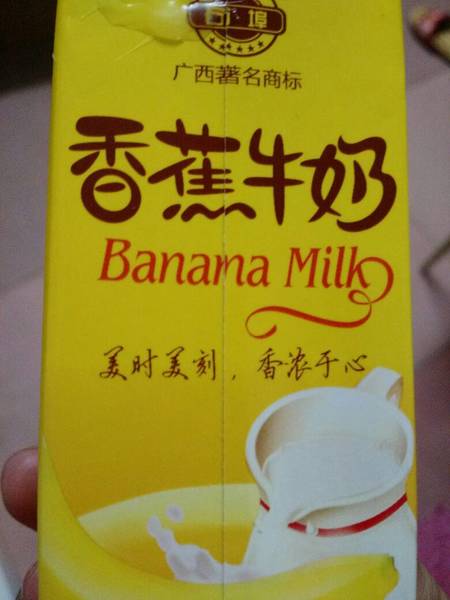 广西著名商标
香蕉牛奶
Banana Milk
美时美刻，香浓于心